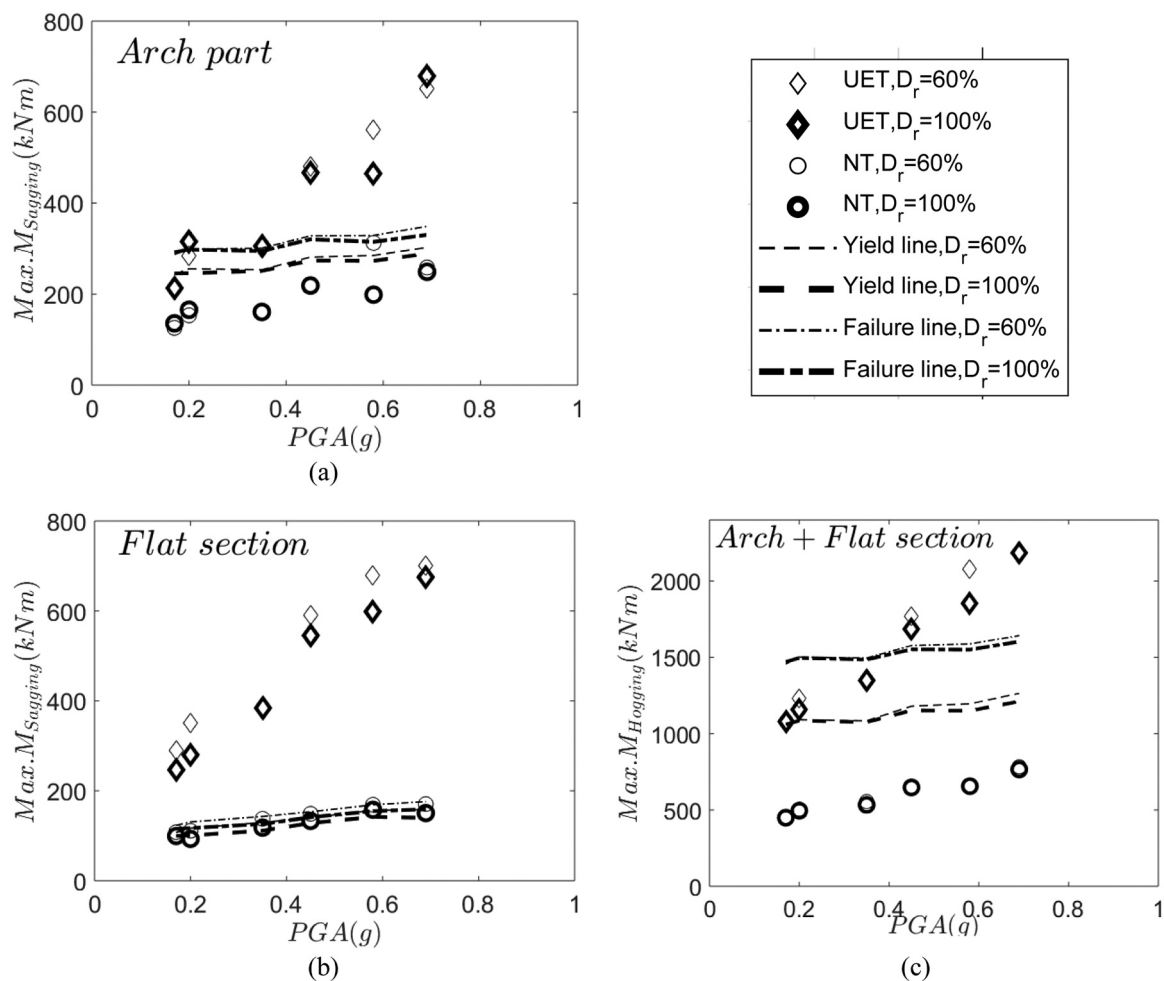 Arch part
Max.M_Sagging(kNm)
800
600
400
200
0
0 0.2 0.4 0.6 0.8 1
PGA(g)
(a)
UET,D_r=60%
UET,D_r=100%
NT,D_r=60%
NT,D_r=100%
Yield line,D_r=60%
Yield line,D_r=100%
Failure line,D_r=60%
Failure line,D_r=100%
Flat section
Max.M_Sagging(kNm)
800
600
400
200
0
0 0.2 0.4 0.6 0.8 1
PGA(g)
(b)
Arch + Flat section
Max.M_Hogging(kNm)
2000
1500
1000
500
0
0 0.2 0.4 0.6 0.8 1
PGA(g)
(c)